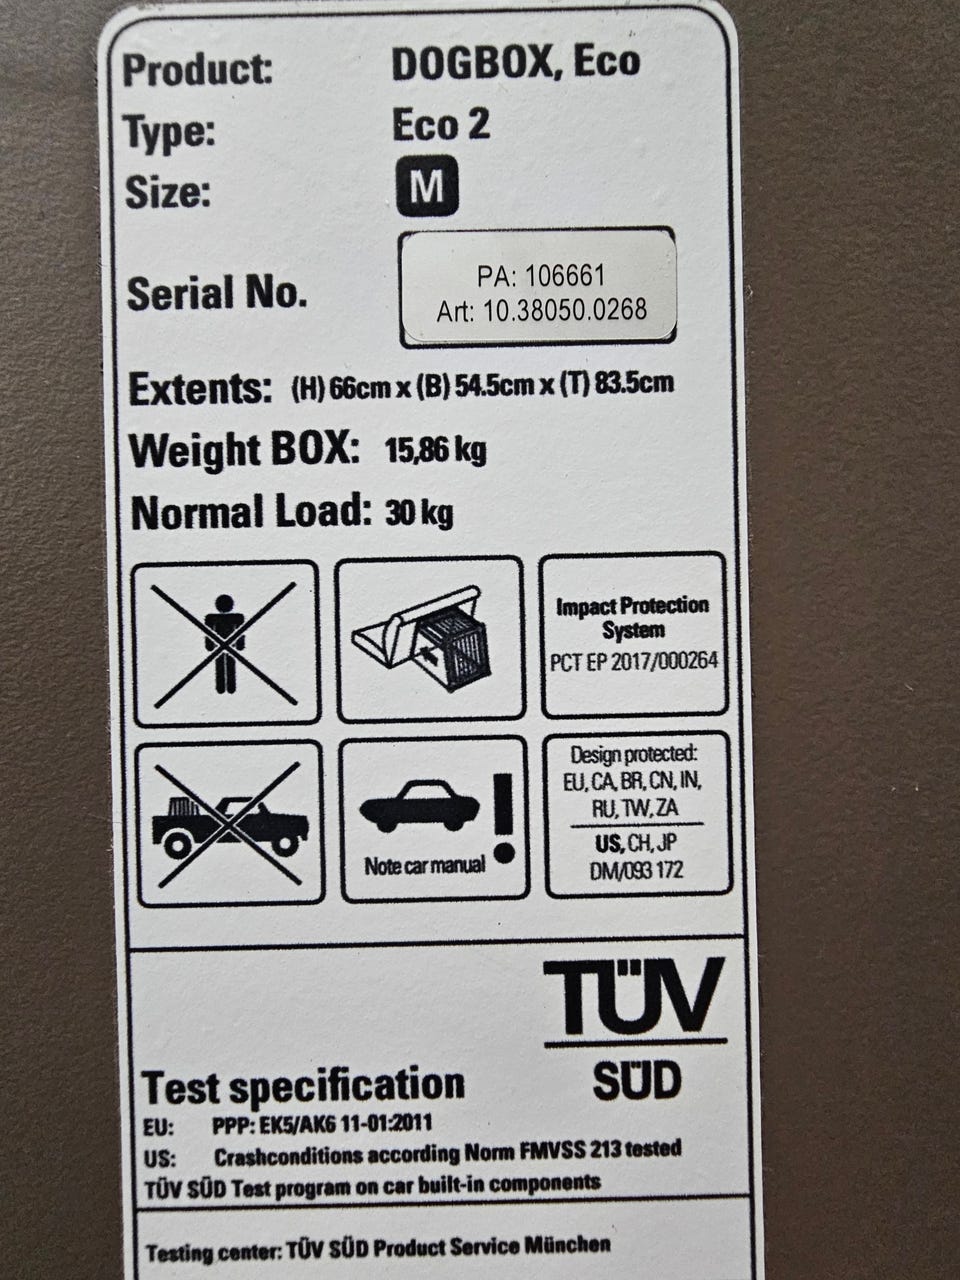 Product: DOGBOX, Eco
Type: Eco 2
Size: M
Serial No.
PA: 106661
Art: 10.38050.0268
Extents: (H) 66cm x (B) 54.5cm x (T) 83.5cm
Weight BOX: 15,86 kg
Normal Load: 30 kg
Impact Protection
System
PCT EP 2017/000264
Note car manual
Design protected:
EU, CA, BR, CN, IN,
RU, TW, ZA
US, CH, JP
DM/093 172
TÜV
SÜD
Test specification
EU: PPP: EK5/AK6 11-01:2011
US: Crashconditions according Norm FMVSS 213 tested
TÜV SÜD Test program on car built-in components
Testing center: TÜV SÜD Product Service München